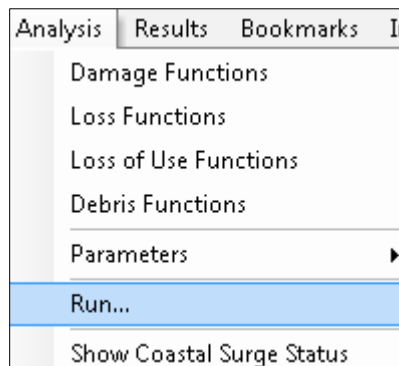 Analysis Results Bookmarks
Damage Functions
Loss Functions
Loss of Use Functions
Debris Functions
Parameters
Run...
Show Coastal Surge Status